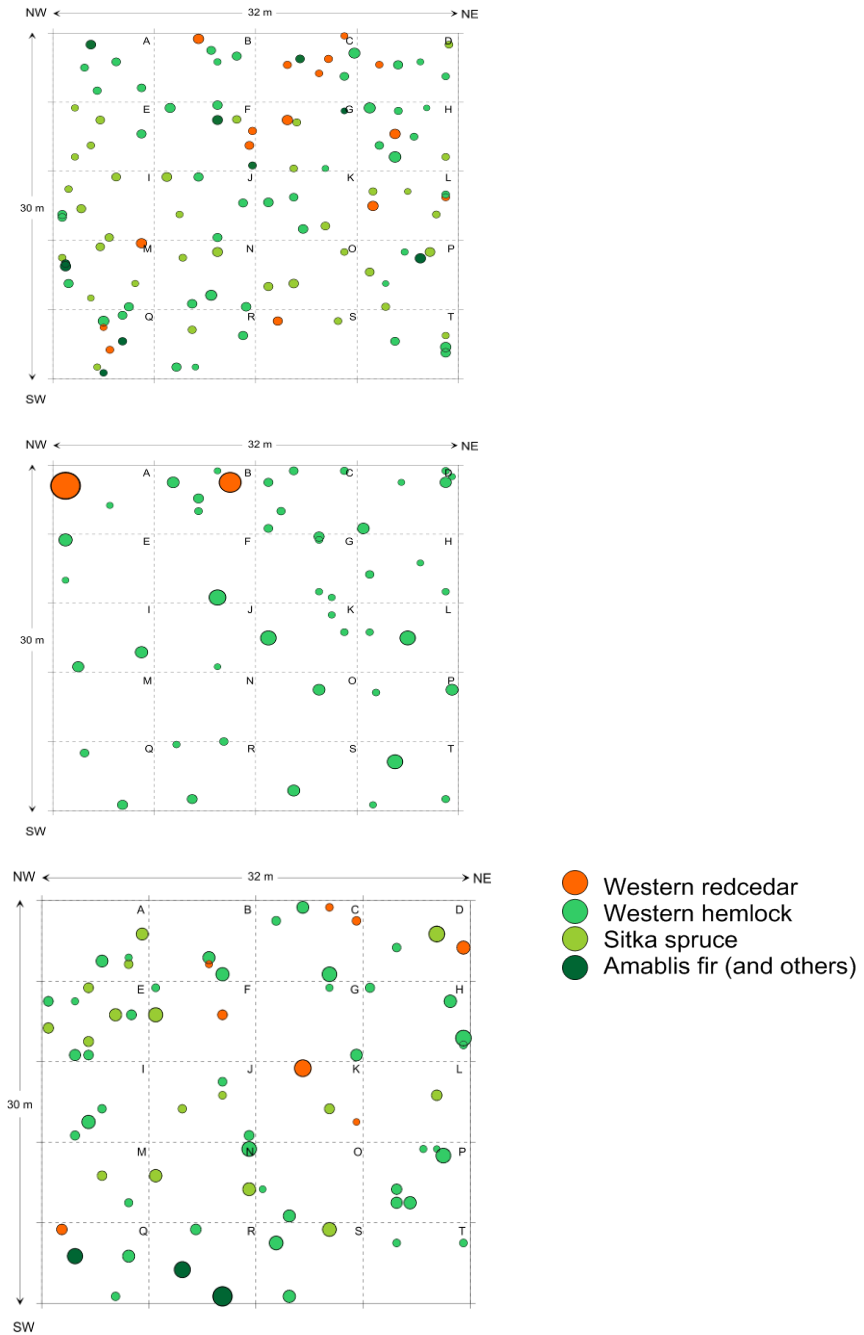 NW 32 m NE
A B C D
E F G H
I J K L
30 m
M N O P
Q R S T
SW
NW 32 m NE
A B C D
E F G H
I J K L
30 m
M N O P
Q R S T
SW
NW 32 m NE
A B C D
E F G H
I J K L
30 m
M N O P
Q R S T
SW
Western redcedar
Western hemlock
Sitka spruce
Amablis fir (and others)